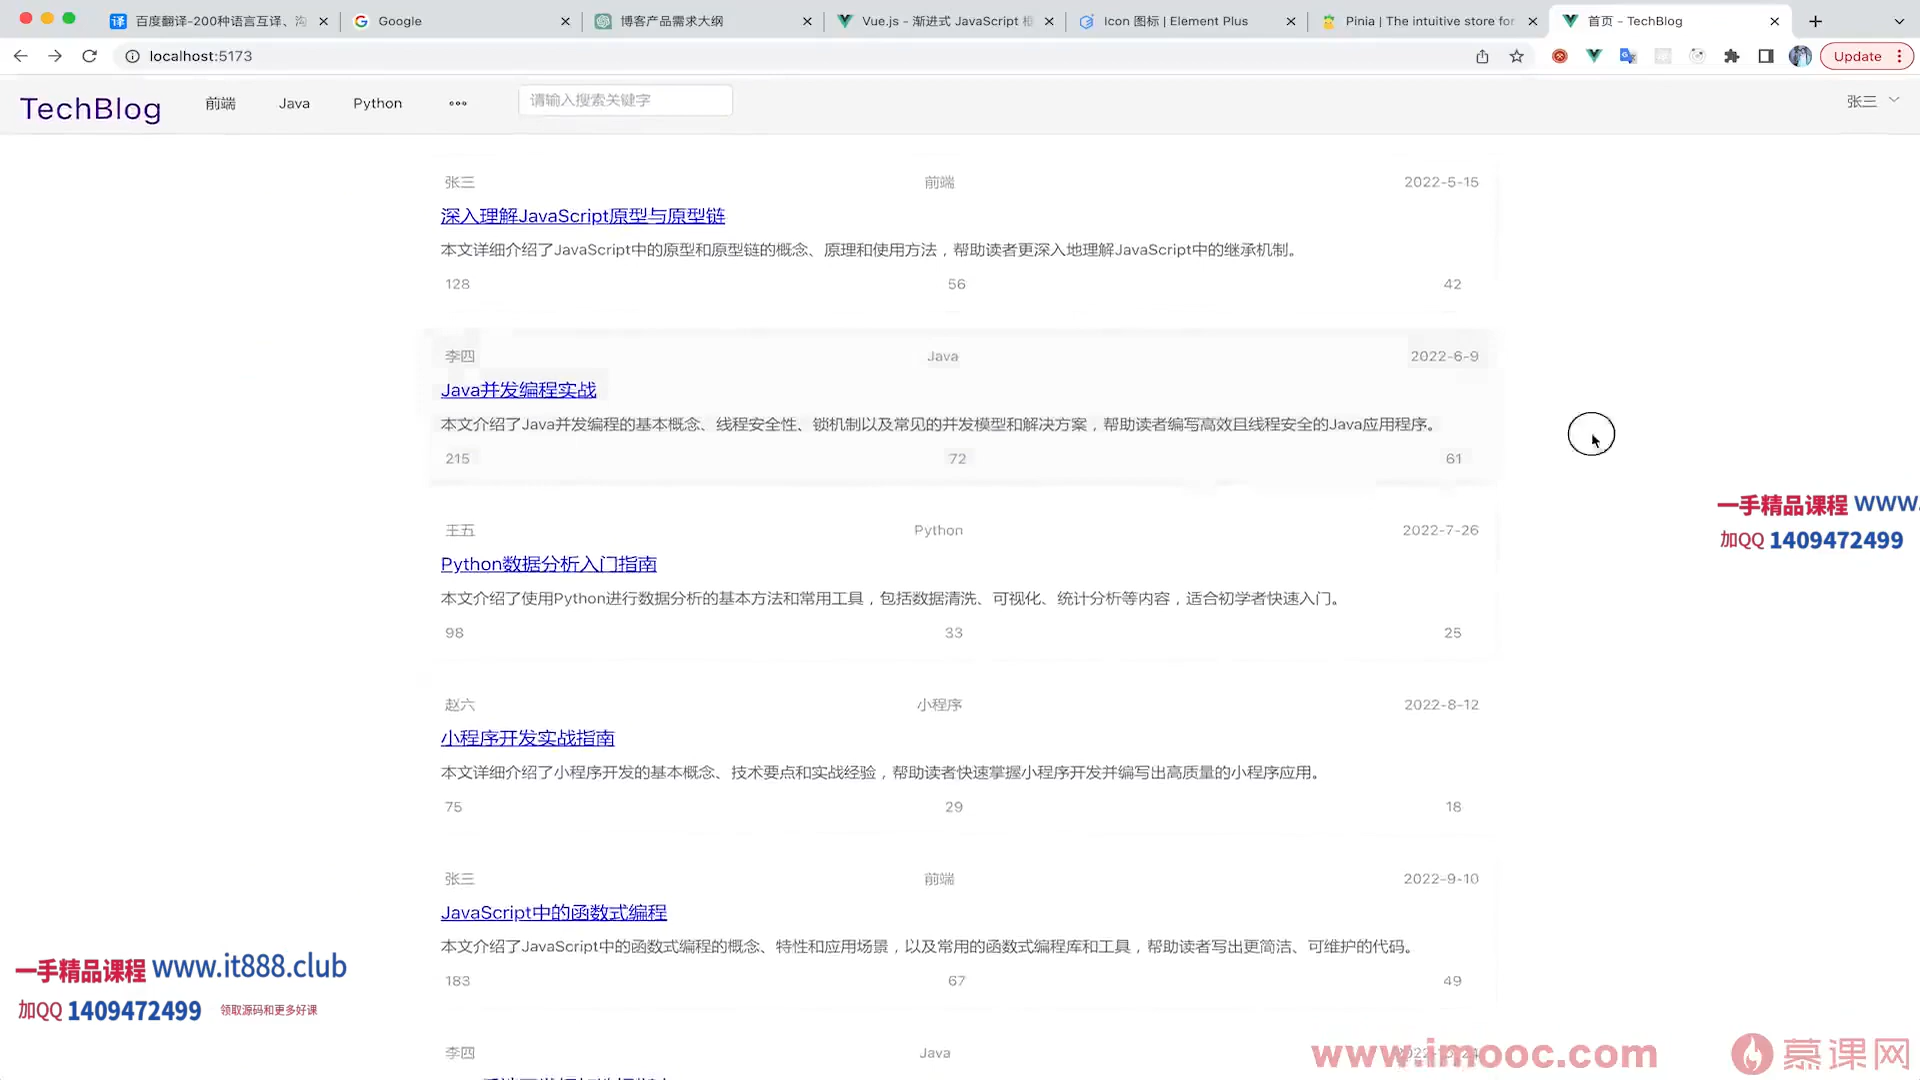 百度翻译-200种语言互译、沟
Google
博客产品需求大纲
Vue.js - 渐进式 JavaScript 框
Icon 图标 | Element Plus
Pinia | The intuitive store for
首页 - TechBlog
localhost:5173
Update
TechBlog
前端
Java
Python
请输入搜索关键字
张三
张三 前端 2022-5-15
深入理解JavaScript原型与原型链
本文详细介绍了JavaScript中的原型和原型链的概念、原理和使用方法，帮助读者更深入地理解JavaScript中的继承机制。
128 56 42
李四 Java 2022-6-9
Java并发编程实战
本文介绍了Java并发编程的基本概念、线程安全性、锁机制以及常见的并发模型和解决方案，帮助读者编写高效且线程安全的Java应用程序。
215 72 61
一手精品课程 www.
加QQ 1409472499
王五 Python 2022-7-26
Python数据分析入门指南
本文介绍了使用Python进行数据分析的基本方法和常用工具，包括数据清洗、可视化、统计分析等内容，适合初学者快速入门。
98 33 25
赵六 小程序 2022-8-12
小程序开发实战指南
本文详细介绍了小程序开发的基本概念、技术要点和实战经验，帮助读者快速掌握小程序开发并编写出高质量的小程序应用。
75 29 18
张三 前端 2022-9-10
JavaScript中的函数式编程
本文介绍了JavaScript中的函数式编程的概念、特性和应用场景，以及常用的函数式编程库和工具，帮助读者写出更简洁、可维护的代码。
183 67 49
一手精品课程 www.it888.club
加QQ 1409472499 领取源码和更多好课
李四 Java
www.imooc.com
慕课网